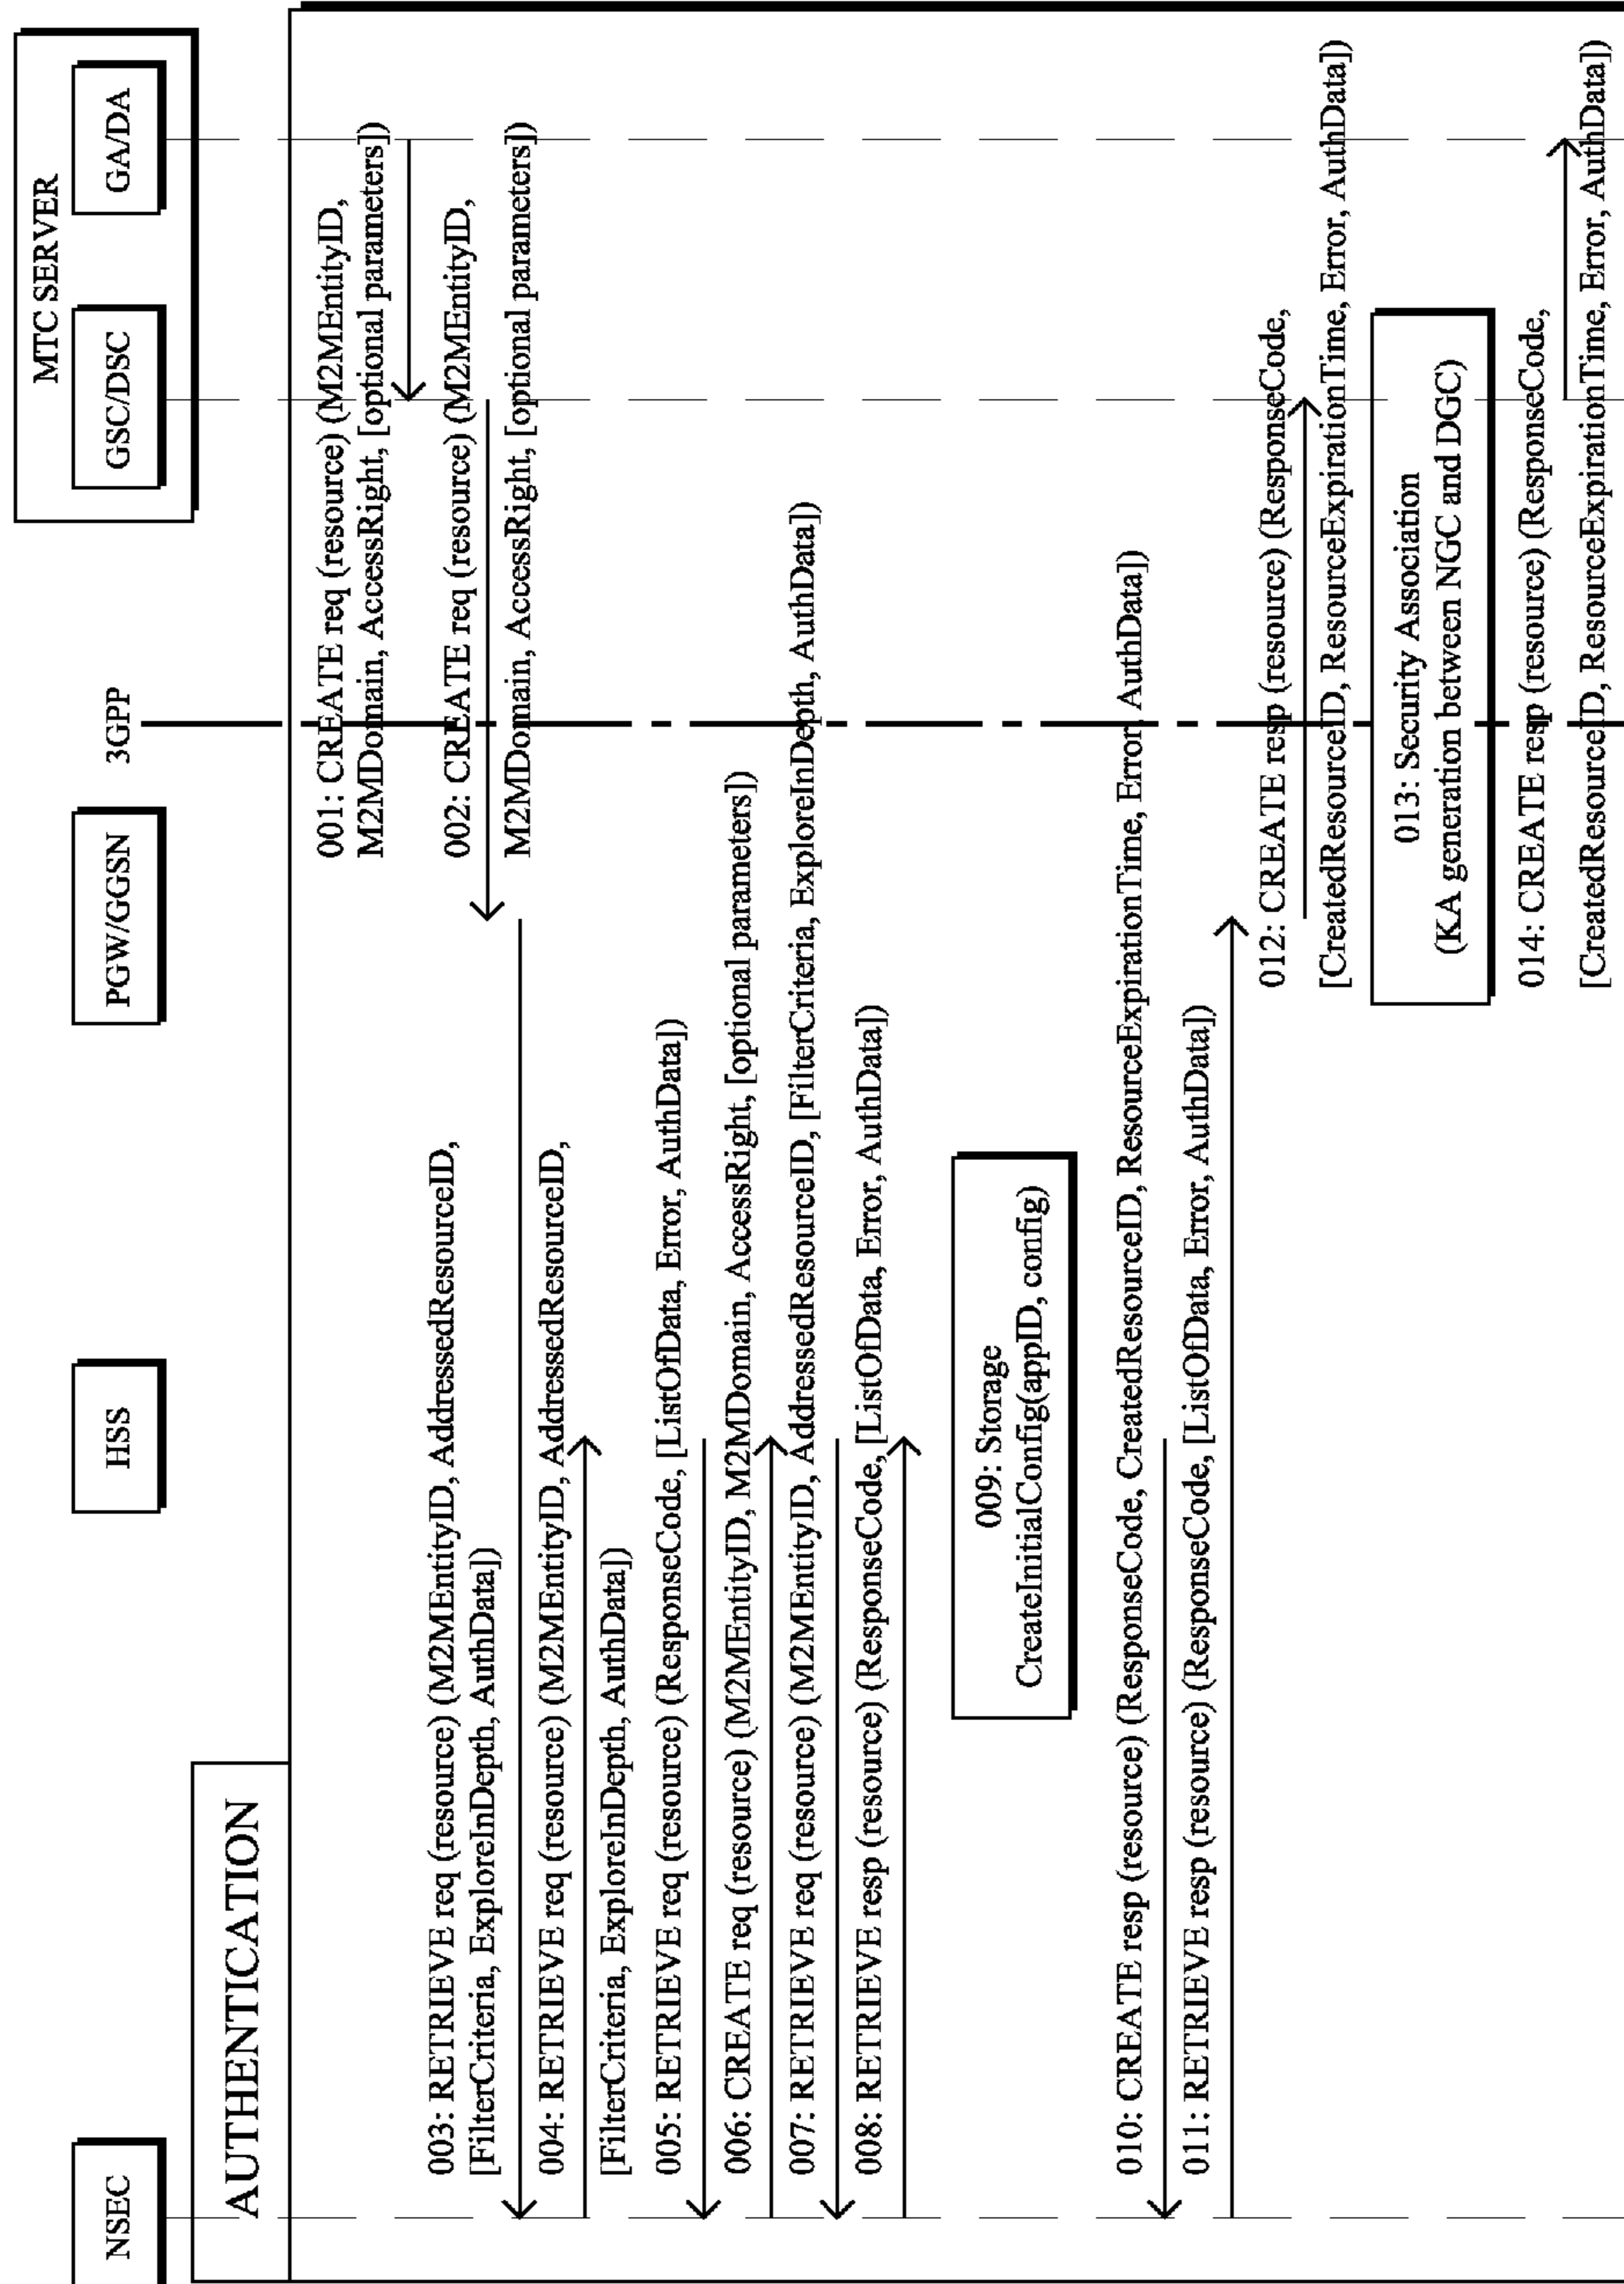 NSEC
HSS
PGW/GGSN
3GPP
MTC SERVER
GSC/DSC
GA/DA
AUTHENTICATION
001: CREATE req (resource) (M2MEntityID,
M2MDomain, AccessRight, [optional parameters])
002: CREATE req (resource) (M2MEntityID,
M2MDomain, AccessRight, [optional parameters])
003: RETRIEVE req (resource) (M2MEntityID, AddressedResourceID,
[FilterCriteria, ExploreInDepth, AuthData])
004: RETRIEVE req (resource) (M2MEntityID, AddressedResourceID,
[FilterCriteria, ExploreInDepth, AuthData])
005: RETRIEVE req (resource) (ResponseCode, [ListOfData, Error, AuthData])
006: CREATE req (resource) (M2MEntityID, M2MDomain, AccessRight, [optional parameters])
007: RETRIEVE req (resource) (M2MEntityID, AddressedResourceID, [FilterCriteria, ExploreInDepth, AuthData])
008: RETRIEVE resp (resource) (ResponseCode, [ListOfData, Error, AuthData])
009: Storage
CreateInitialConfig(appID, config)
010: CREATE resp (resource) (ResponseCode, CreatedResourceID, ResourceExpirationTime, Error, AuthData])
011: RETRIEVE resp (resource) (ResponseCode, [ListOfData, Error, AuthData])
012: CREATE resp (resource) (ResponseCode,
[CreatedResourceID, ResourceExpirationTime, Error, AuthData])
013: Security Association
(KA generation between NGC and DGC)
014: CREATE resp (resource) (ResponseCode,
[CreatedResourceID, ResourceExpirationTime, Error, AuthData])